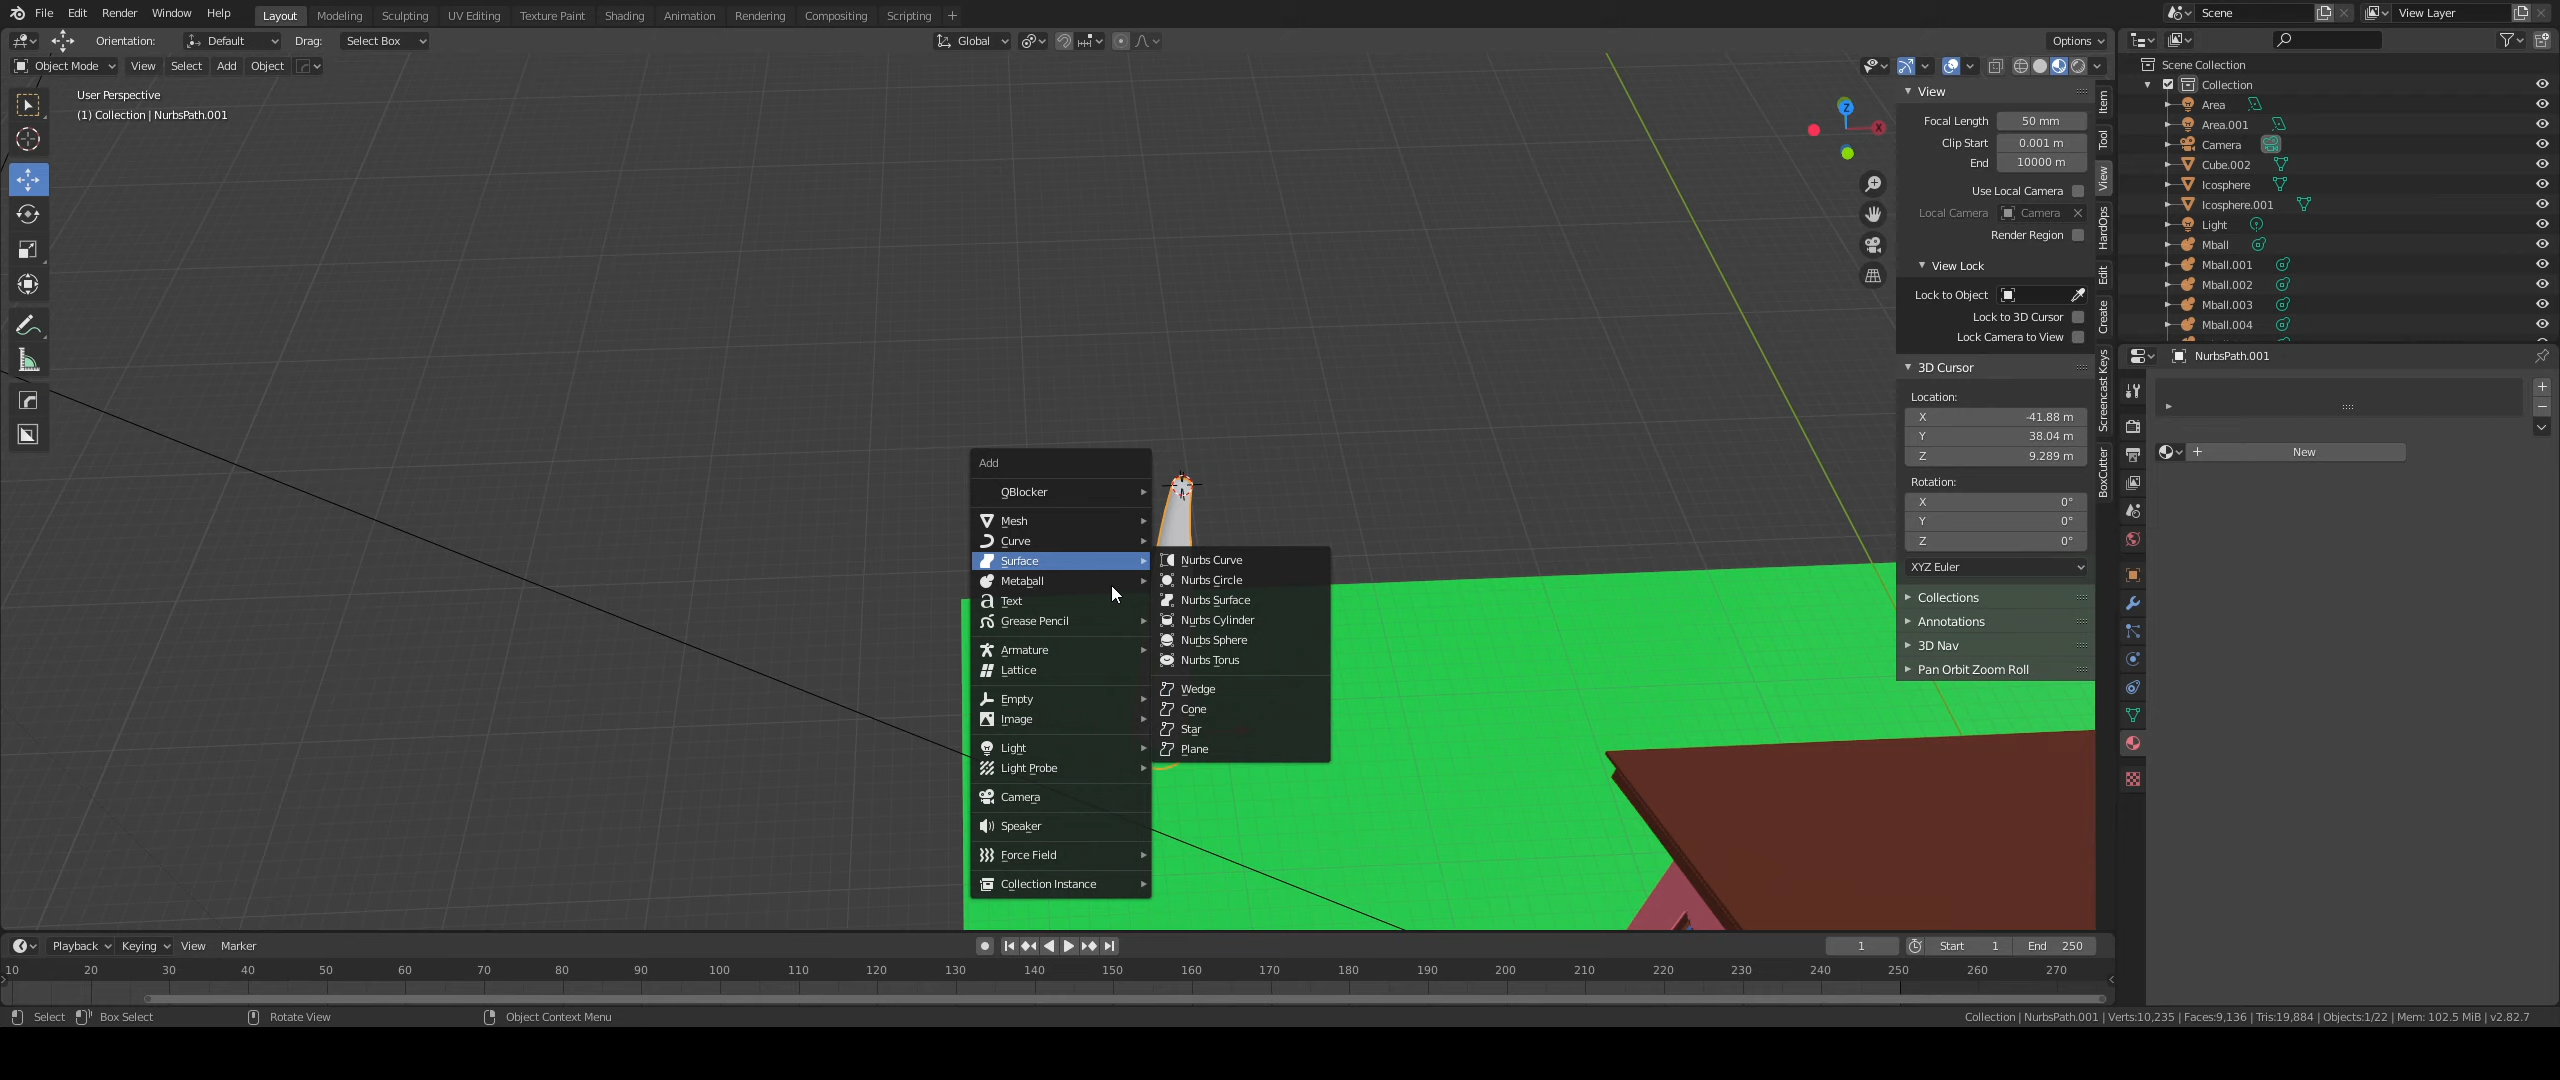 File Edit Render Window Help Layout Modeling Sculpting UV Editing Texture Paint Shading Animation Rendering Compositing Scripting + Scene View Layer
Orientation: Default Drag: Select Box Global Options
Object Mode View Select Add Object
User Perspective
(1) Collection | NurbsPath.001
Add
QBlocker
Mesh
Curve
Surface
Metaball
Text
Grease Pencil
Armature
Lattice
Empty
Image
Light
Light Probe
Camera
Speaker
Force Field
Collection Instance
Nurbs Curve
Nurbs Circle
Nurbs Surface
Nurbs Cylinder
Nurbs Sphere
Nurbs Torus
Wedge
Cone
Star
Plane
Z
X
View
Focal Length 50 mm
Clip Start 0.001 m
End 10000 m
Use Local Camera
Local Camera Camera
Render Region
View Lock
Lock to Object
Lock to 3D Cursor
Lock Camera to View
3D Cursor
Location:
X -41.88 m
Y 38.04 m
Z 9.289 m
Rotation:
X 0°
Y 0°
Z 0°
XYZ Euler
Collections
Annotations
3D Nav
Pan Orbit Zoom Roll
Item
Tool
View
HardOps
Edit
Create
Screencast Keys
BoxCutter
Scene Collection
Collection
Area
Area.001
Camera
Cube.002
Icosphere
Icosphere.001
Light
Mball
Mball.001
Mball.002
Mball.003
Mball.004
NurbsPath.001
+ New
Playback Keying View Marker 1 Start 1 End 250
10 20 30 40 50 60 70 80 90 100 110 120 130 140 150 160 170 180 190 200 210 220 230 240 250 260 270
Select Box Select Rotate View Object Context Menu Collection | NurbsPath.001 | Verts:10,235 | Faces:9,136 | Tris:19,884 | Objects:1/22 | Mem: 102.5 MiB | v2.82.7